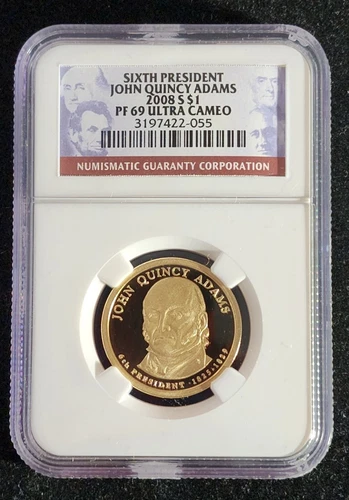 SIXTH PRESIDENT
JOHN QUINCY ADAMS
2008 S $1
PF 69 ULTRA CAMEO
3197422-055
NUMISMATIC GUARANTY CORPORATION
JOHN QUINCY ADAMS
6th PRESIDENT · 1825-1829